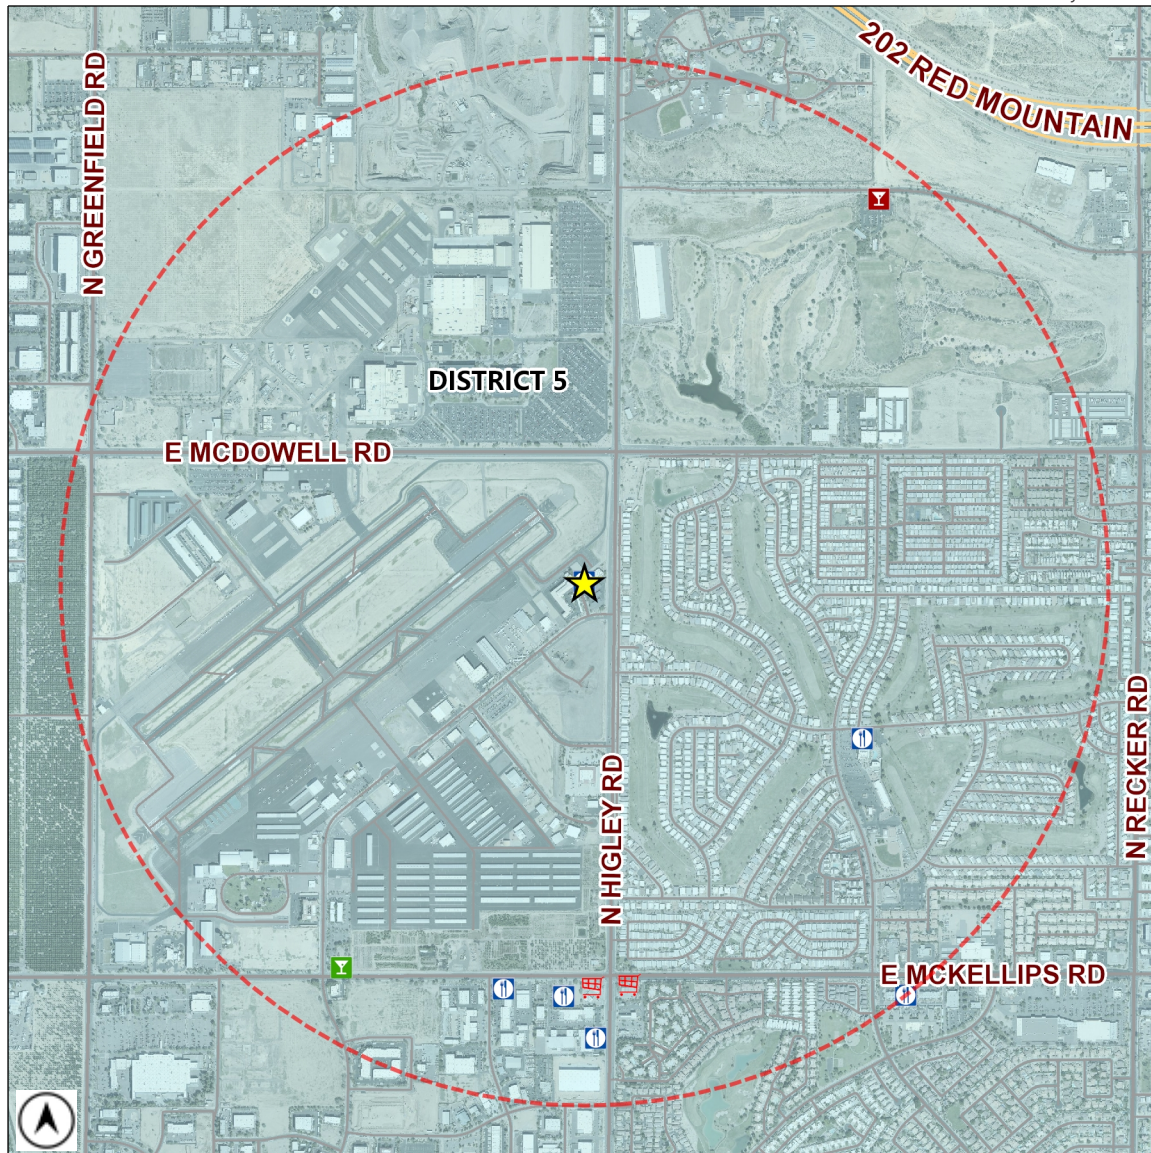 202 RED MOUNTAIN
N GREENFIELD RD
DISTRICT 5
E MCDOWELL RD
N HIGLEY RD
N RECKER RD
E MCKELLIPS RD